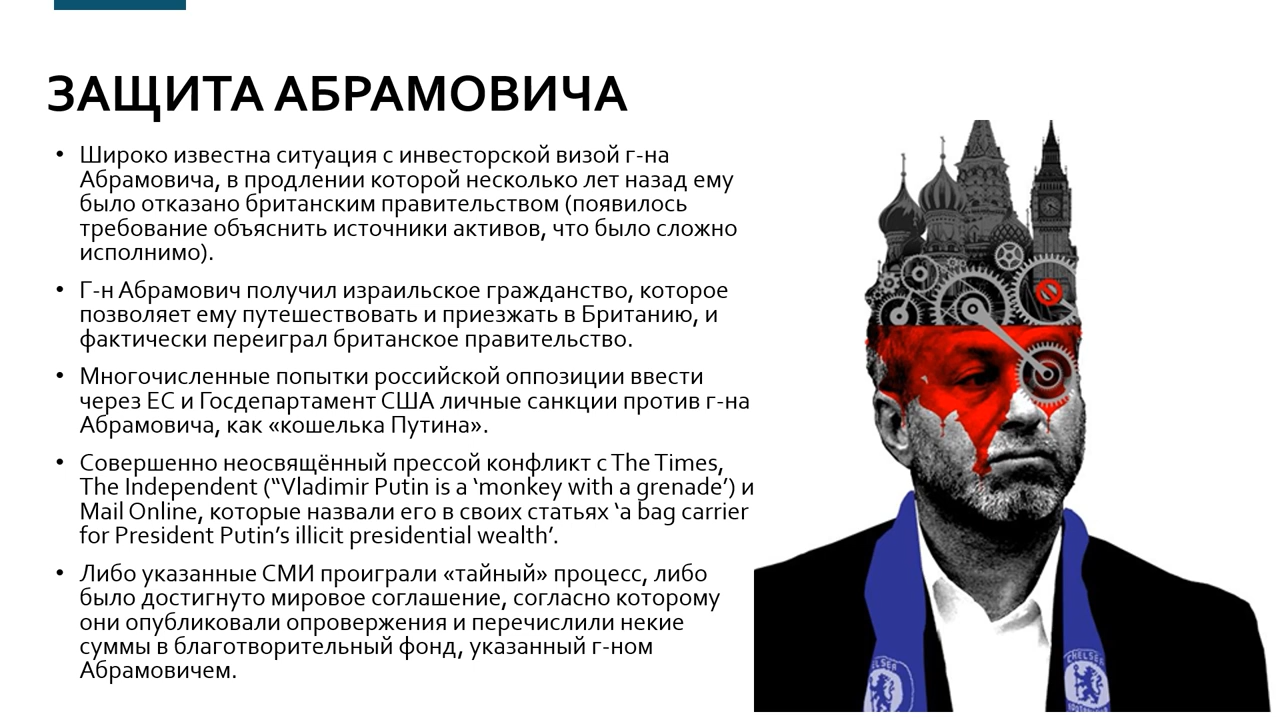 ЗАЩИТА АБРАМОВИЧА
• Широко известна ситуация с инвесторской визой г-на
Абрамовича, в продлении которой несколько лет назад ему
было отказано британским правительством (появилось
требование объяснить источники активов, что было сложно
исполнимо).
• Г-н Абрамович получил израильское гражданство, которое
позволяет ему путешествовать и приезжать в Британию, и
фактически переиграл британское правительство.
• Многочисленные попытки российской оппозиции ввести
через ЕС и Госдепартамент США личные санкции против г-на
Абрамовича, как «кошелька Путина».
• Совершенно неосвящённый прессой конфликт с The Times,
The Independent (“Vladimir Putin is a ‘monkey with a grenade’) и
Mail Online, которые назвали его в своих статьях ‘a bag carrier
for President Putin’s illicit presidential wealth’.
• Либо указанные СМИ проиграли «тайный» процесс, либо
было достигнуто мировое соглашение, согласно которому
они опубликовали опровержения и перечислили некие
суммы в благотворительный фонд, указанный г-ном
Абрамовичем.
CHELSEA